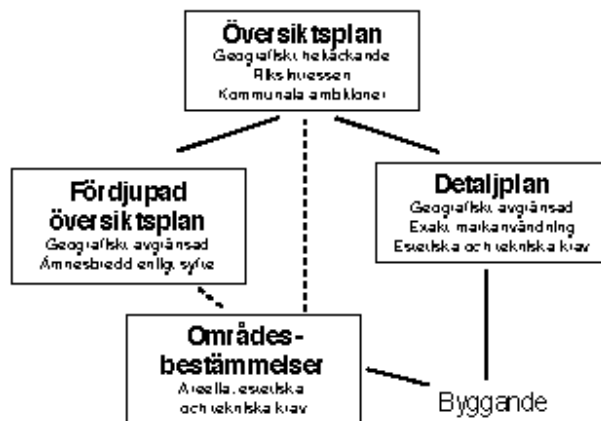 Översiktsplan
Geografiskt heltäckande
Riksintressen
Kommunala ambitioner
Fördjupad
översiktsplan
Geografiskt avgränsad
Ämnesbredd enligt syfte
Detaljplan
Geografiskt avgränsad
Exakt markanvändning
Estetiska och tekniska krav
Områdes-
bestämmelser
Areella, estetiska
och tekniska krav
Byggande